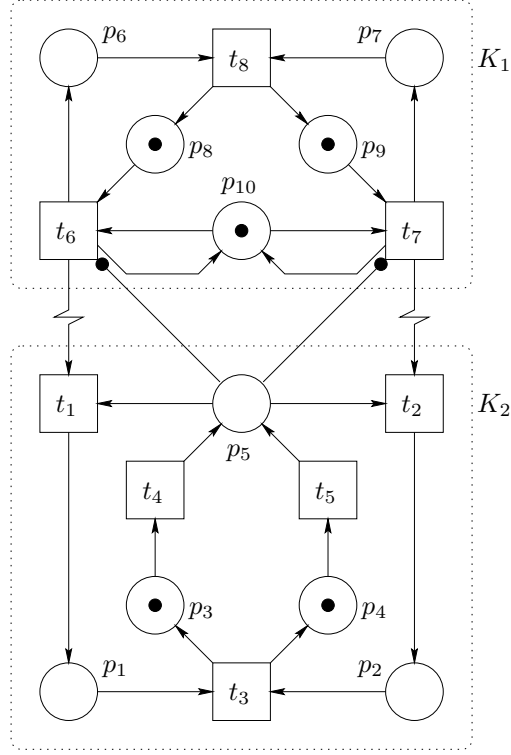 p₆ p₇
t₈ K₁
p₈ p₉
p₁₀
t₆ t₇
t₁ t₂ K₂
p₅
t₄ t₅
p₃ p₄
p₁ p₂
t₃